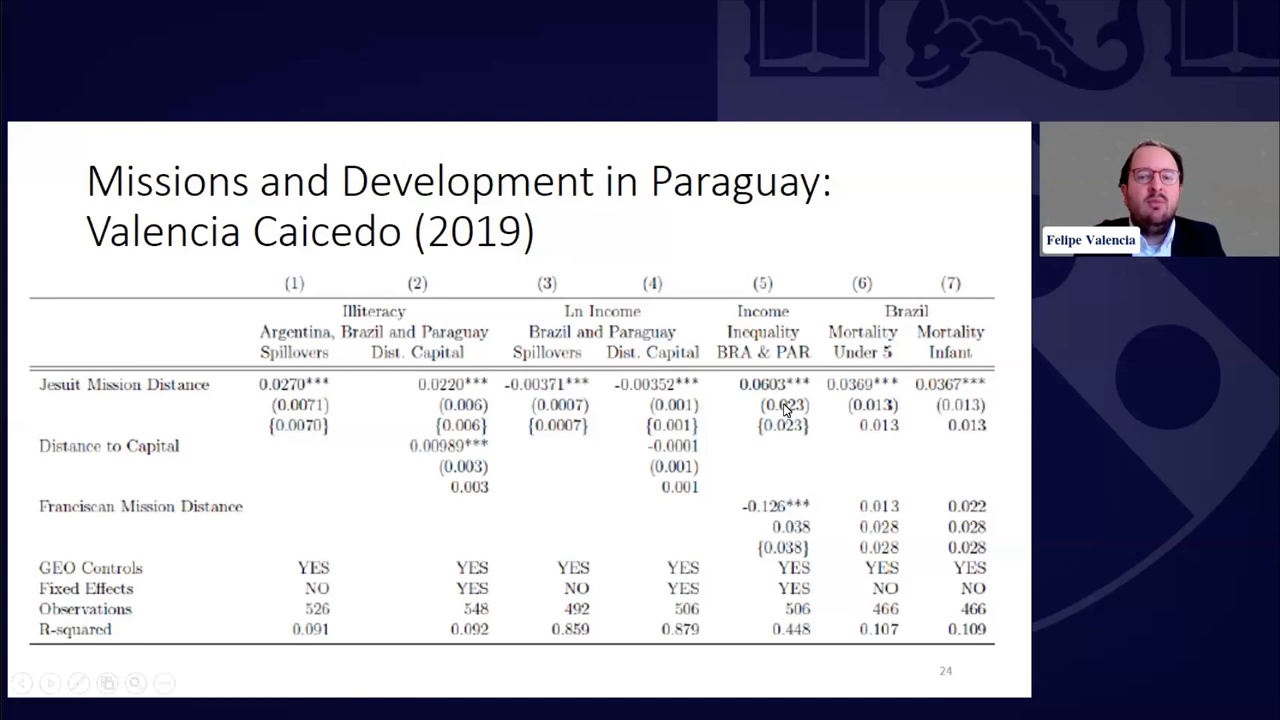 Missions and Development in Paraguay:
Valencia Caicedo (2019)
Felipe Valencia
(1) (2) (3) (4) (5) (6) (7)
Illiteracy Ln Income Income Brazil
Argentina, Brazil and Paraguay Brazil and Paraguay Inequality Mortality Mortality
Spillovers Dist. Capital Spillovers Dist. Capital BRA & PAR Under 5 Infant
Jesuit Mission Distance 0.0270*** 0.0220*** -0.00371*** -0.00352*** 0.0603*** 0.0369*** 0.0367***
(0.0071) (0.006) (0.0007) (0.001) (0.023) (0.013) (0.013)
{0.0070} {0.006} {0.0007} {0.001} {0.023} 0.013 0.013
Distance to Capital 0.00989*** -0.0001
(0.003) (0.001)
0.003 0.001
Franciscan Mission Distance -0.126*** 0.013 0.022
0.038 0.028 0.028
{0.038} 0.028 0.028
GEO Controls YES YES YES YES YES YES YES
Fixed Effects NO YES NO YES YES NO NO
Observations 526 548 492 506 506 466 466
R-squared 0.091 0.092 0.859 0.879 0.448 0.107 0.109
24